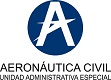 AERONÁUTICA CIVIL
UNIDAD ADMINISTRATIVA ESPECIAL